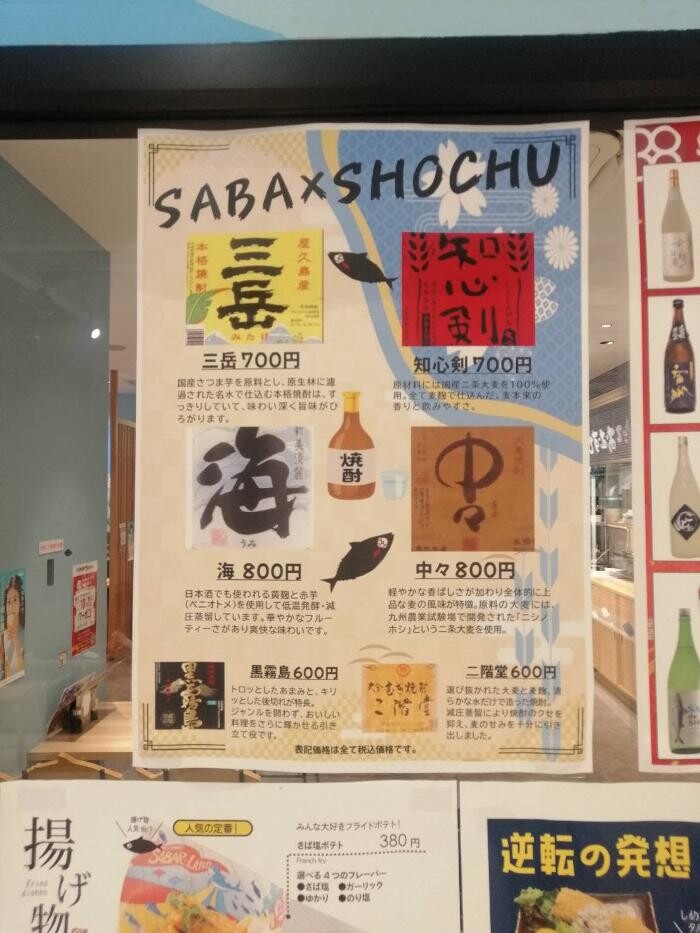 SABA×SHOCHU
本格焼酎
三岳
屋久島産
みたけ
三岳 700円
国産さつま芋を原料とし、原生林に濾
過された名水で仕込む本格焼酎は、す
っきりしていて、味わい深く旨味がひ
ろがります。
知心剣
知心剣 700円
原材料には国産二条大麦を100%使
用。全て麦麹で仕込んだ、麦本来の
香りと飲みやすさ。
焼酎
海
うみ
海 800円
日本酒でも使われる黄麹と赤芋
(ベニオトメ)を使用して低温発酵・減
圧蒸留しています。華やかなフルー
ティーさがあり爽快な味わいです。
中々
中々 800円
軽やかな香ばしさが加わり全体的に上
品な麦の風味が特徴。原料の大麦には、
九州農業試験場で開発された「ニシノ
ホシ」という二条大麦を使用。
黒霧島
黒霧島 600円
トロッとしたあまみと、キリ
ッとした後切れが特長。
ジャンルを問わず、おいしい
料理をさらに輝かせる引き
立て役です。
大分むぎ焼酎
二階堂
二階堂 600円
選び抜かれた大麦と麦麹、清
らかな水だけで造った焼酎。
減圧蒸留により焼酎のクセを
抑え、麦の甘みを十分に引き
出しました。
表記価格は全て税込価格です。
揚げ物
Fried dishes
揚げ物
人気No.1
人気の定番!
SABAR LAND
みんな大好きフライドポテト!
さば塩ポテト 380円
French fry
選べる4つのフレーバー
●さば塩 ●ガーリック
●ゆかり ●のり塩
逆転の発想